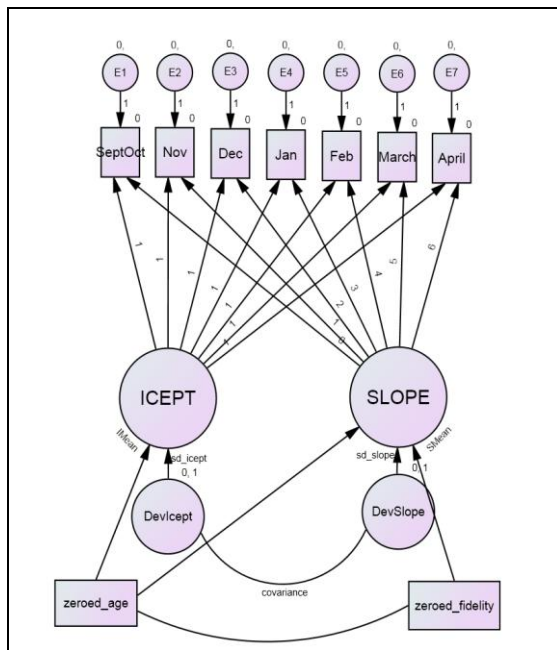 0, 0, 0, 0, 0, 0, 0,
E1 E2 E3 E4 E5 E6 E7
1 1 1 1 1 1 1
0 0 0 0 0 0 0
SeptOct Nov Dec Jan Feb March April
1 1 1 1 1 1 1
0 1 2 3 4 5 6
ICEPT SLOPE
IMean SMean
sd_icept sd_slope
0, 1 0, 1
DevIcept DevSlope
covariance
zeroed_age zeroed_fidelity